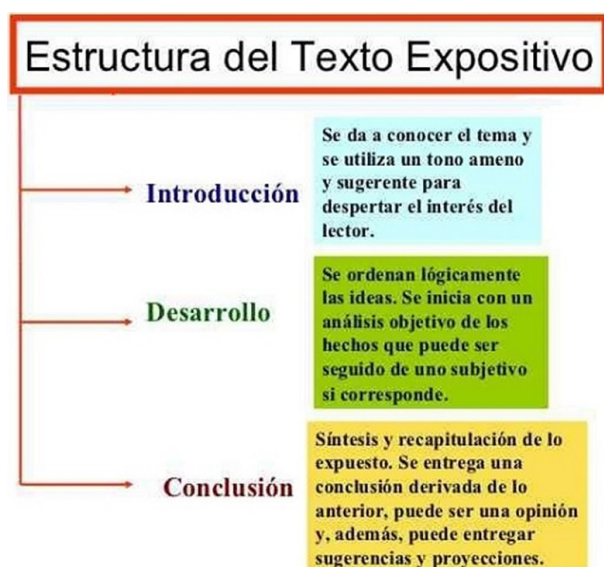 Estructura del Texto Expositivo
Introducción
Se da a conocer el tema y
se utiliza un tono ameno
y sugerente para
despertar el interés del
lector.
Desarrollo
Se ordenan lógicamente
las ideas. Se inicia con un
análisis objetivo de los
hechos que puede ser
seguido de uno subjetivo
si corresponde.
Conclusión
Síntesis y recapitulación de lo
expuesto. Se entrega una
conclusión derivada de lo
anterior, puede ser una opinión
y, además, puede entregar
sugerencias y proyecciones.